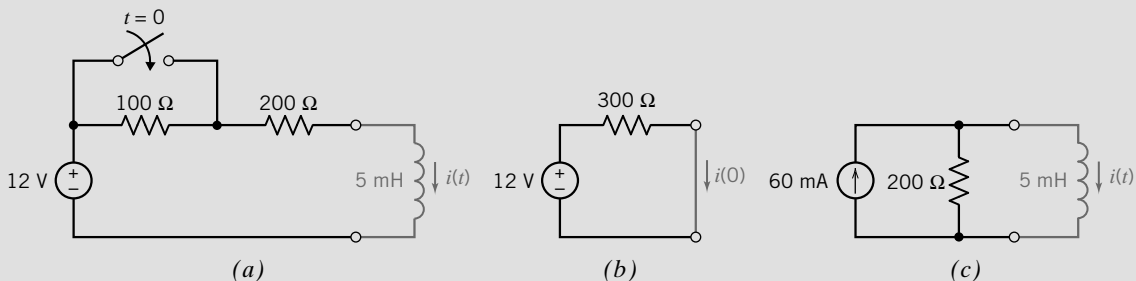 t = 0
100 Ω
200 Ω
12 V
+
−
5 mH
i(t)
(a)
300 Ω
12 V
+
−
i(0)
(b)
60 mA
200 Ω
5 mH
i(t)
(c)